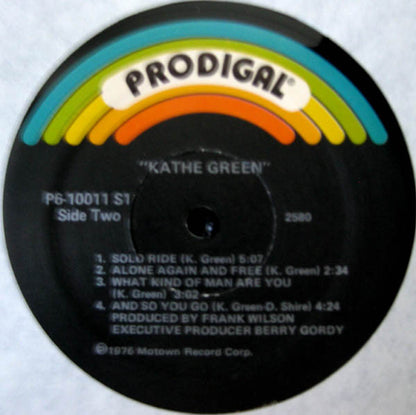 PRODIGAL®
"KATHE GREEN"
P6-10011 S1
Side Two
2580
1. SOLO RIDE (K. Green) 5:07
2. ALONE AGAIN AND FREE (K. Green) 2:34
3. WHAT KIND OF MAN ARE YOU
(K. Green) 3:02
4. AND SO YOU GO (K. Green-D. Shire) 4:24
PRODUCED BY FRANK WILSON
EXECUTIVE PRODUCER BERRY GORDY
℗1976 Motown Record Corp.